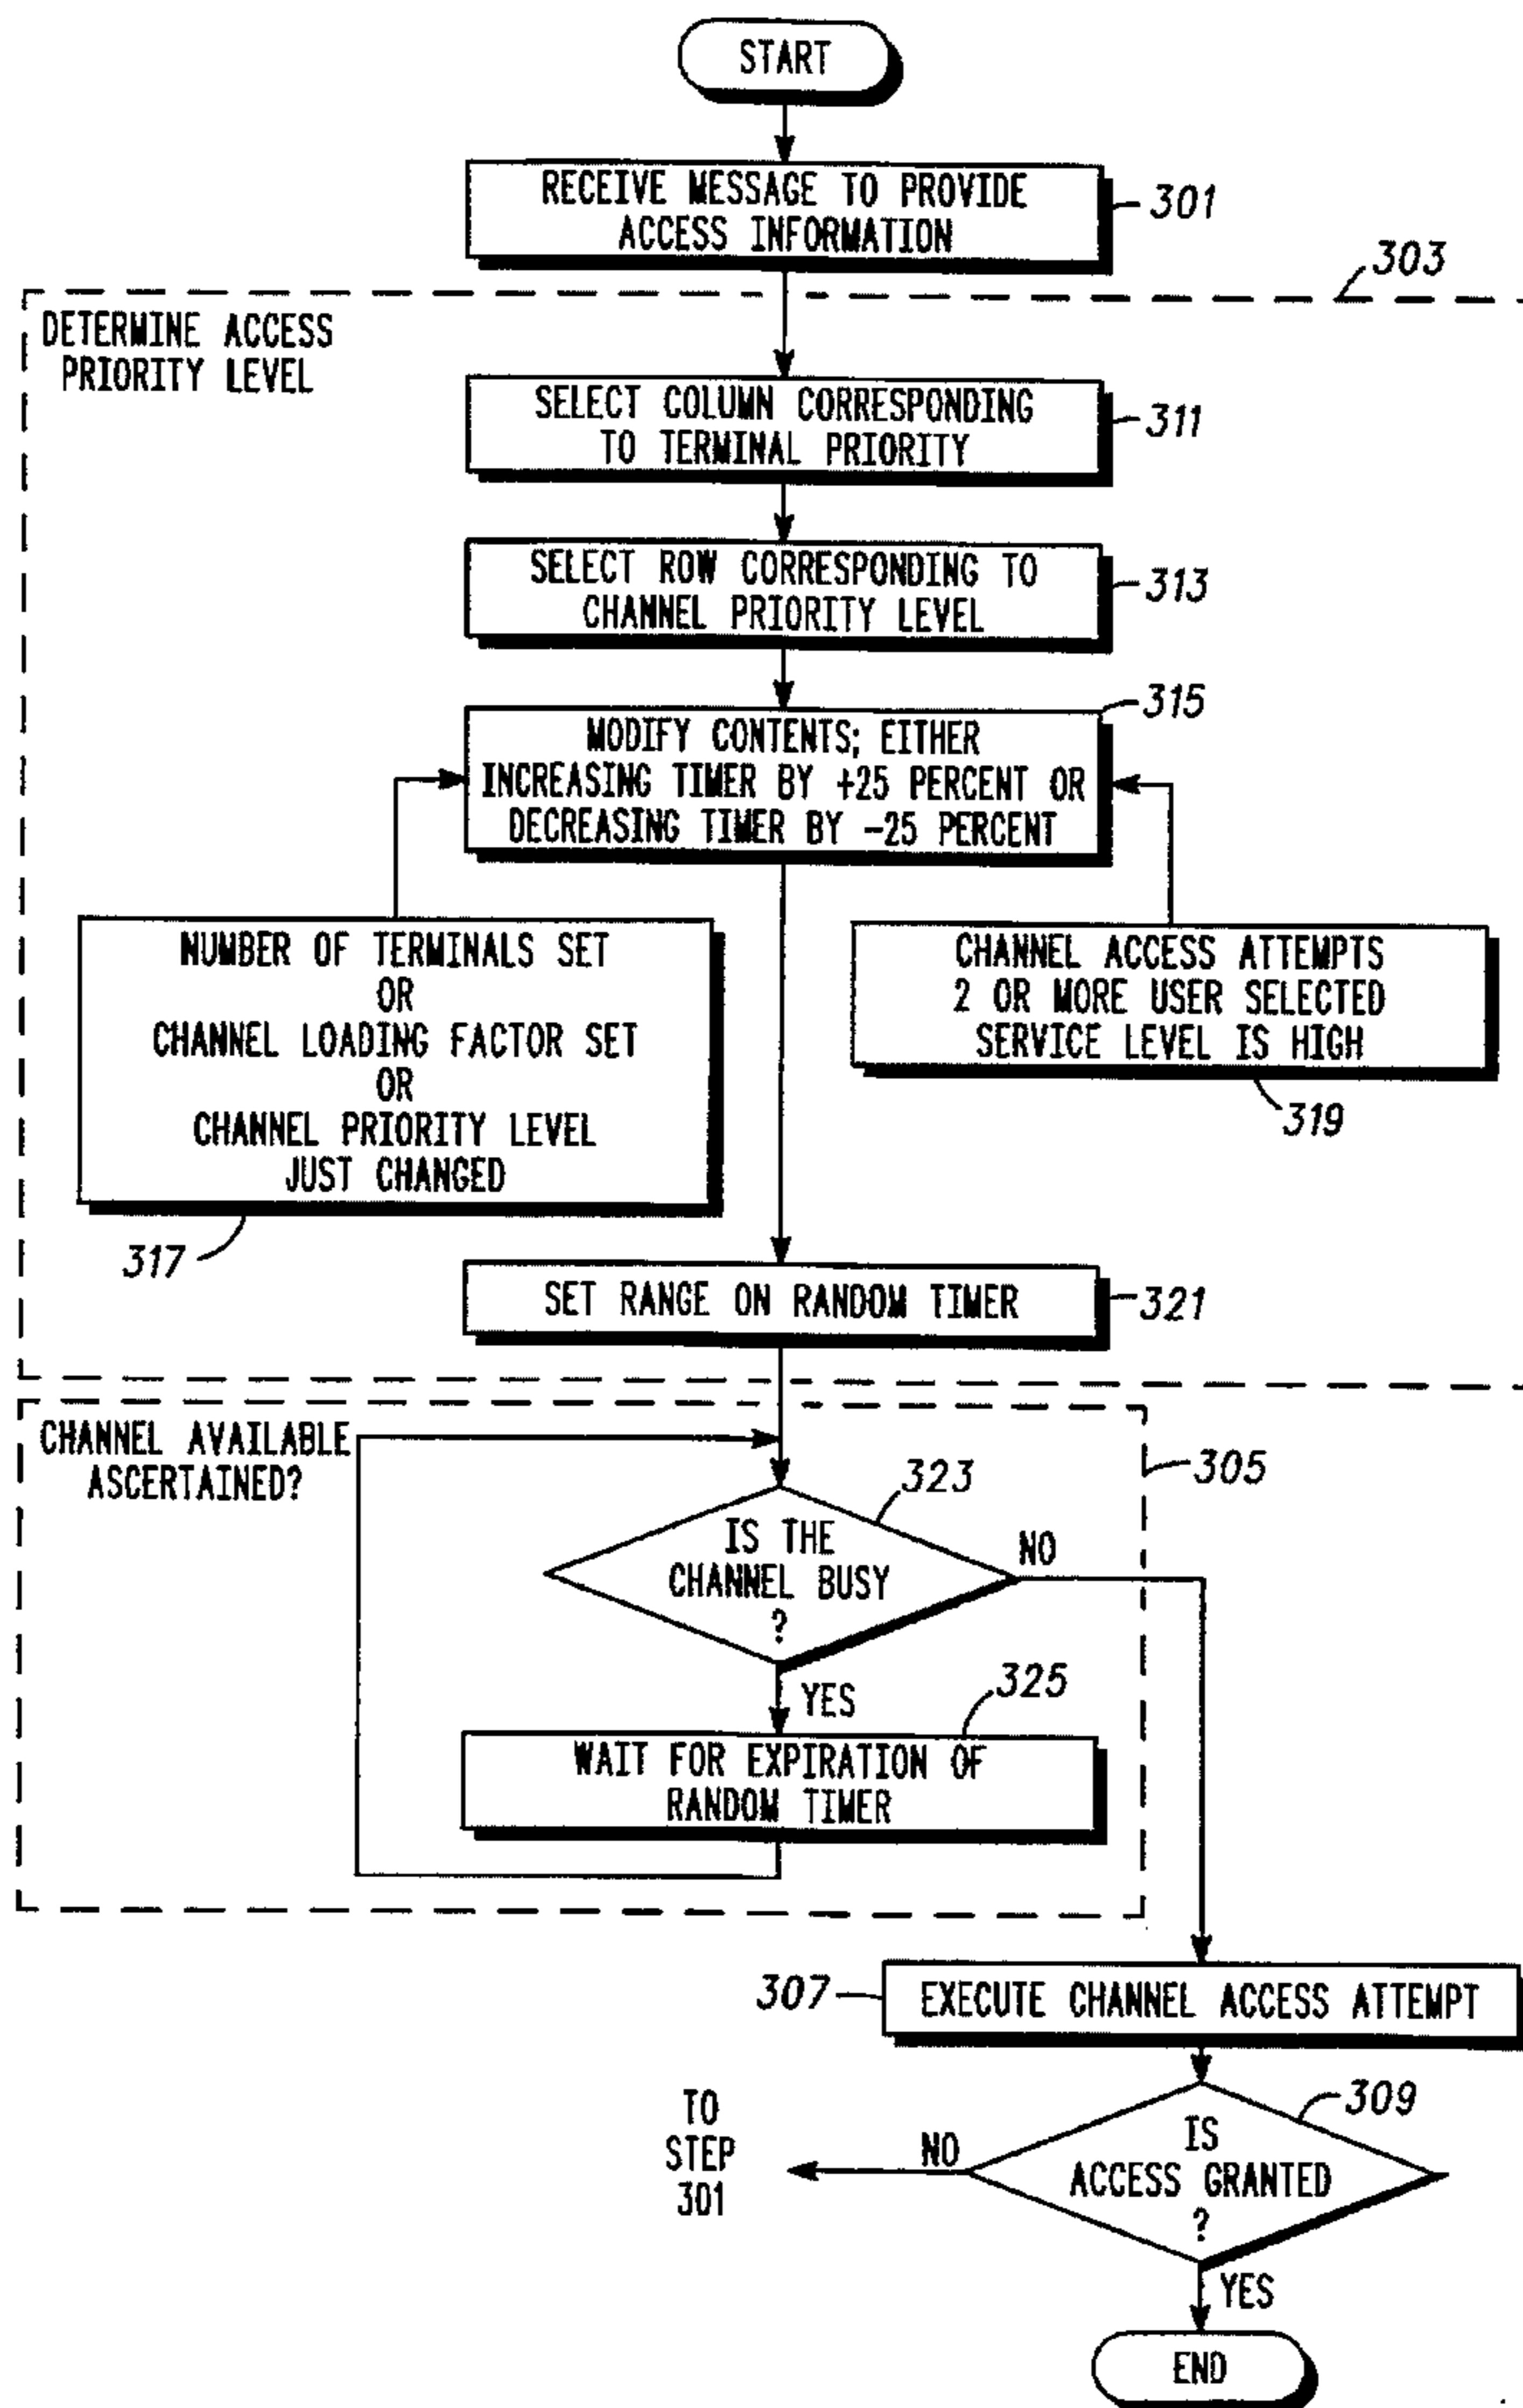 START
RECEIVE MESSAGE TO PROVIDE
ACCESS INFORMATION
301
303
DETERMINE ACCESS
PRIORITY LEVEL
SELECT COLUMN CORRESPONDING
TO TERMINAL PRIORITY
311
SELECT ROW CORRESPONDING TO
CHANNEL PRIORITY LEVEL
313
315
MODIFY CONTENTS; EITHER
INCREASING TIMER BY +25 PERCENT OR
DECREASING TIMER BY -25 PERCENT
NUMBER OF TERMINALS SET
OR
CHANNEL LOADING FACTOR SET
OR
CHANNEL PRIORITY LEVEL
JUST CHANGED
317
CHANNEL ACCESS ATTEMPTS
2 OR MORE USER SELECTED
SERVICE LEVEL IS HIGH
319
SET RANGE ON RANDOM TIMER
321
CHANNEL AVAILABLE
ASCERTAINED?
305
323
IS THE
CHANNEL BUSY
?
NO
YES
325
WAIT FOR EXPIRATION OF
RANDOM TIMER
307
EXECUTE CHANNEL ACCESS ATTEMPT
309
IS
ACCESS GRANTED
?
NO
TO
STEP
301
YES
END